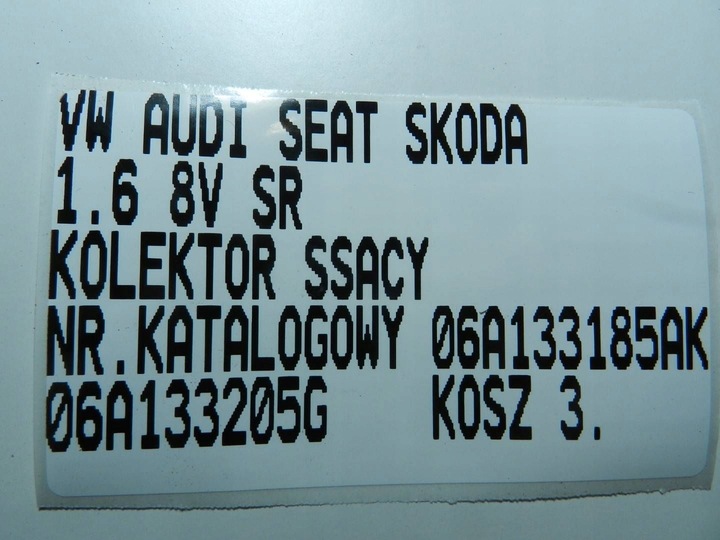 VW AUDI SEAT SKODA
1.6 8V SR
KOLEKTOR SSACY
NR.KATALOGOWY 06A133185AK
06A133205G KOSZ 3.